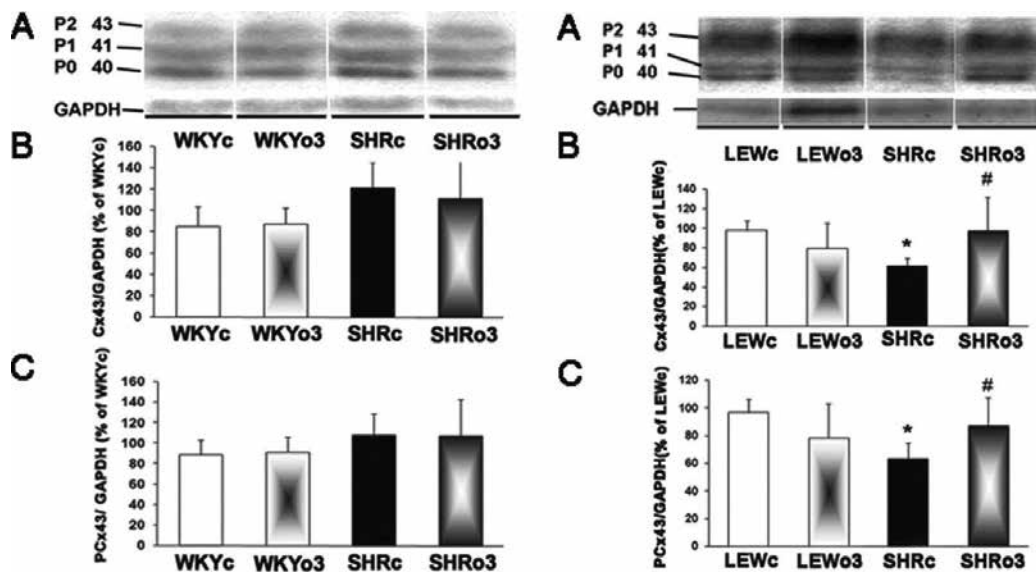 A
P2 43
P1 41
P0 40
GAPDH
WKYc WKYo3 SHRc SHRo3
B
Cx43/GAPDH (% of WKYc)
160
140
120
100
80
60
40
20
0
WKYc WKYo3 SHRc SHRo3
C
PCx43/ GAPDH (% of WKYc)
160
140
120
100
80
60
40
20
0
WKYc WKYo3 SHRc SHRo3
A
P2 43
P1 41
P0 40
GAPDH
LEWc LEWo3 SHRc SHRo3
B
Cx43/GAPDH(% of LEWc)
140
120
100
80
60
40
20
0
*
#
LEWc LEWo3 SHRc SHRo3
C
PCx43/GAPDH(% of LEWc)
120
100
80
60
40
20
0
*
#
LEWc LEWo3 SHRc SHRo3